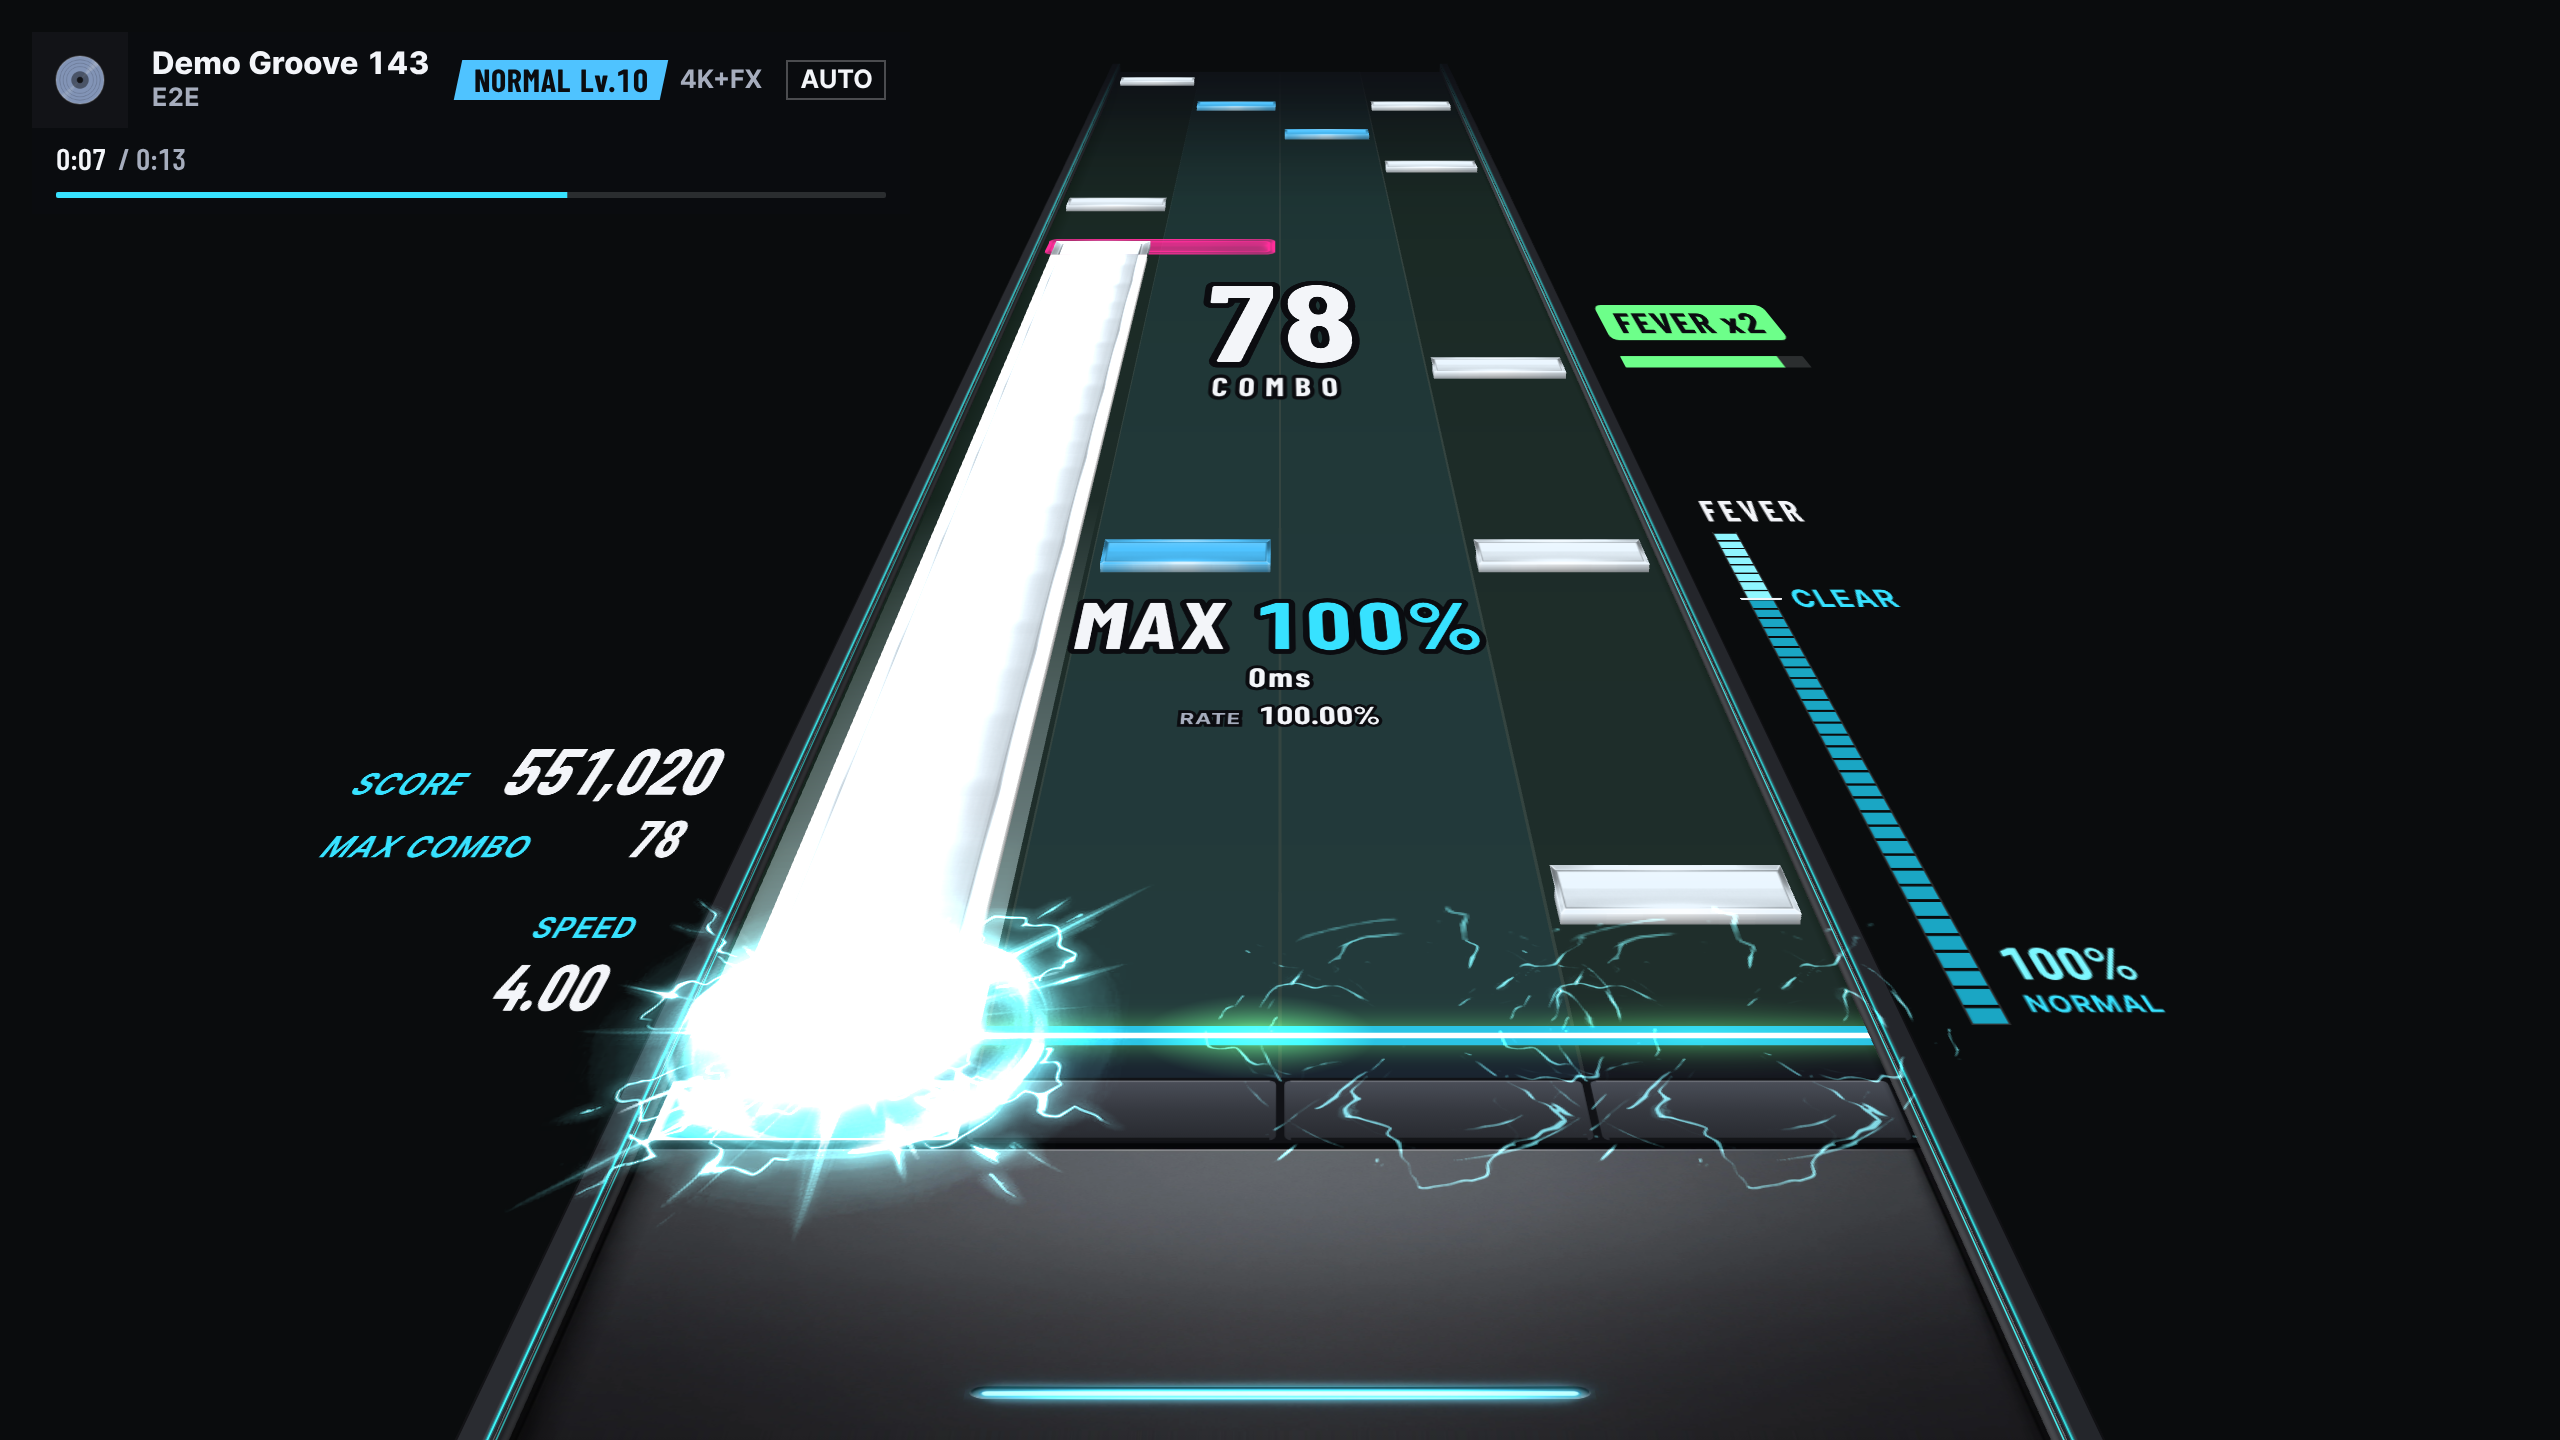 Demo Groove 143
E2E
NORMAL Lv.10
4K+FX
AUTO
0:07 / 0:13
78
COMBO
FEVER x2
FEVER
CLEAR
MAX 100%
0ms
RATE 100.00%
SCORE 551,020
MAX COMBO 78
SPEED
4.00
100%
NORMAL